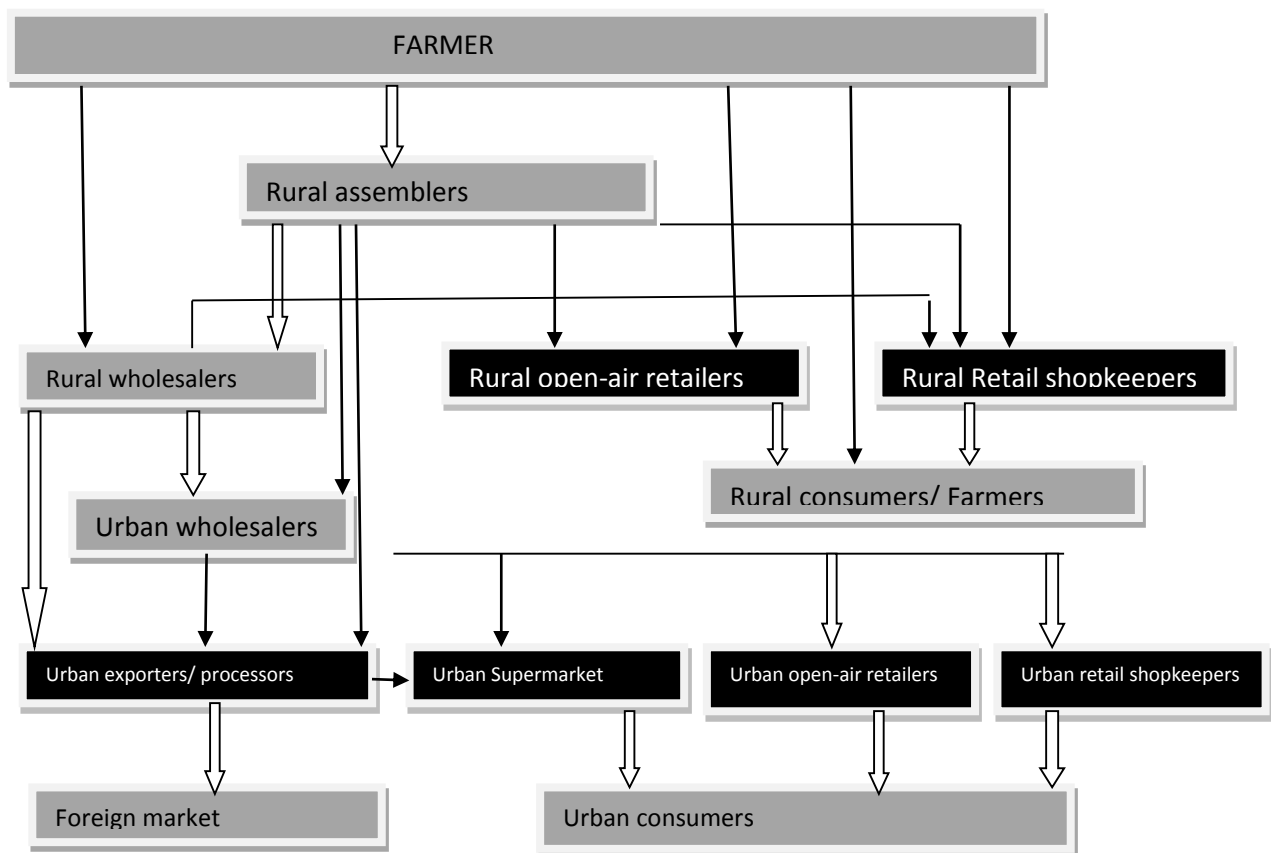 FARMER
Rural assemblers
Rural wholesalers
Rural open-air retailers
Rural Retail shopkeepers
Rural consumers/ Farmers
Urban wholesalers
Urban exporters/ processors
Urban Supermarket
Urban open-air retailers
Urban retail shopkeepers
Foreign market
Urban consumers